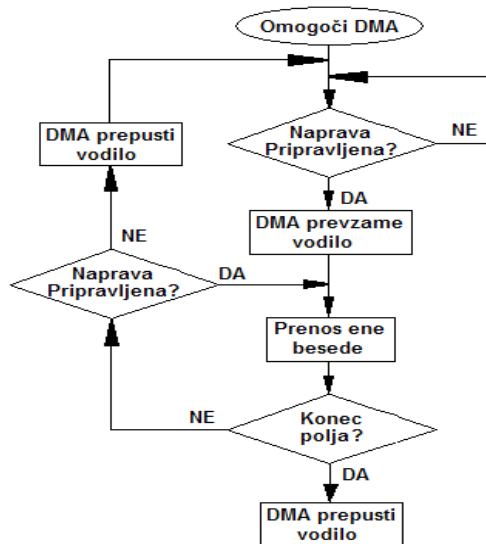 Omogoči DMA
Naprava
Pripravljena?
NE
DA
DMA prevzame
vodilo
Prenos ene
besede
Konec
polja?
NE
DA
DMA prepusti
vodilo
Naprava
Pripravljena?
DA
NE
DMA prepusti
vodilo